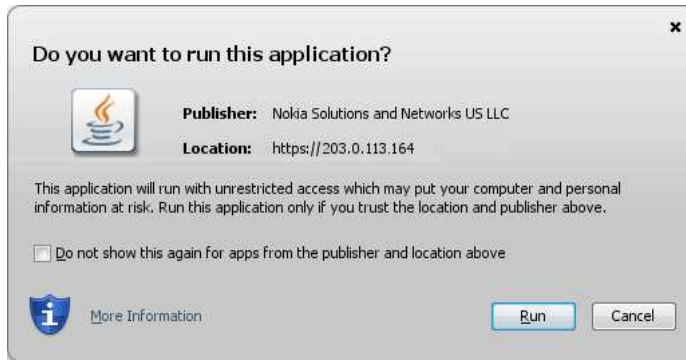 Do you want to run this application?
Publisher: Nokia Solutions and Networks US LLC
Location: https://203.0.113.164
This application will run with unrestricted access which may put your computer and personal
information at risk. Run this application only if you trust the location and publisher above.
Do not show this again for apps from the publisher and location above
More Information
Run
Cancel